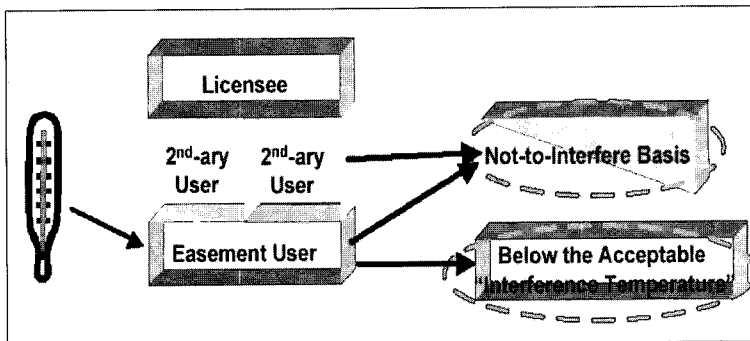 Licensee
2nd-ary User
2nd-ary User
Easement User
Not-to-Interfere Basis
Below the Acceptable
"Interference Temperature"